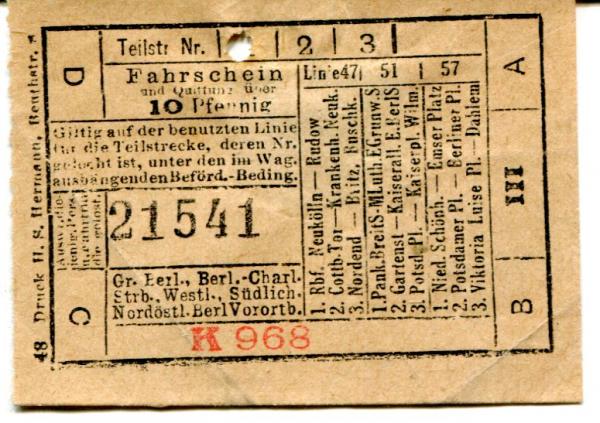 Teilstr Nr. 1 | 2 | 3 |
Fahrschein
und Quittung über
10 Pfennig
Giltig auf der benutzten Linie
für die Teilstrecke, deren Nr.
gelocht ist, unter den im Wag.
aushängenden Beförd.-Beding.
21541
Gr. Berl., Berl.-Charl.
Strb., Westl., Südlich.
Nordöstl. Berl Vorortb.
K 968
Linie 47 | 51 | 57
1. Rbf. Neukölln — Rudow
2. Cottb. Tor — Krankenh. Neuk.
3. Nordend — Britz, Buschk.
1. Pank. Breit S-M. Luth. E Grunw. S
2. Gartenst — Kaiserall. E. Berl S
3. Potsd. Pl. — Kaiserpl. Wilm.
1. Nied. Schönh. — Emser Platz
2. Potsdamer Pl. — Berliner Pl.
3. Viktoria Luise Pl. — Dahlem
A
III
B
C
D
48 Druck H. S. Hermann, Beuthstr.